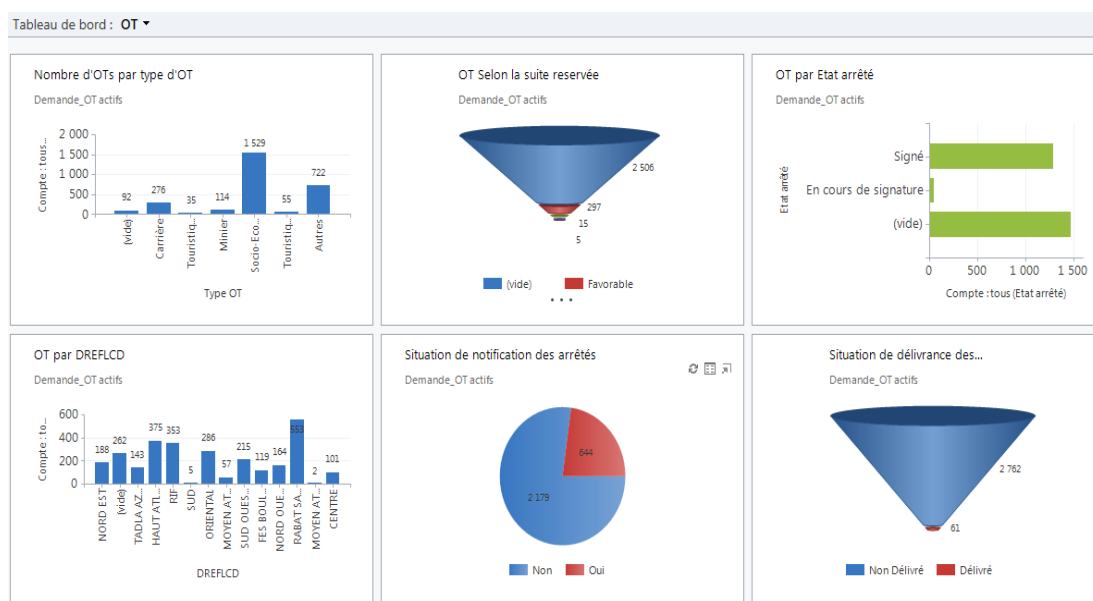 Tableau de bord : OT
Nombre d'OTs par type d'OT
Demande_OT actifs
Compte : tous...
2 000
1 500
1 000
500
0
92
276
35
114
1 529
55
722
(vide)
Carrière
Touristiq...
Minier
Socio-Eco...
Touristiq...
Autres
Type OT
OT Selon la suite reservée
Demande_OT actifs
2 506
297
15
5
(vide)
Favorable
...
OT par Etat arrêté
Demande_OT actifs
Etat arrêté
Signé
En cours de signature
(vide)
0
500
1 000
1 500
Compte : tous (Etat arrêté)
OT par DREFLCD
Demande_OT actifs
Compte : to...
600
400
200
0
188
262
143
375
353
5
286
57
215
119
164
553
2
101
NORD EST
(vide)
TADLA AZ...
HAUT ATL...
RIF
SUD
ORIENTAL
MOYEN AT...
SUD OUES...
FES BOUL...
NORD OUE...
RABAT SA...
MOYEN AT...
CENTRE
DREFLCD
Situation de notification des arrêtés
Demande_OT actifs
644
2 179
Non
Oui
Situation de délivrance des...
Demande_OT actifs
2 762
61
Non Délivré
Délivré